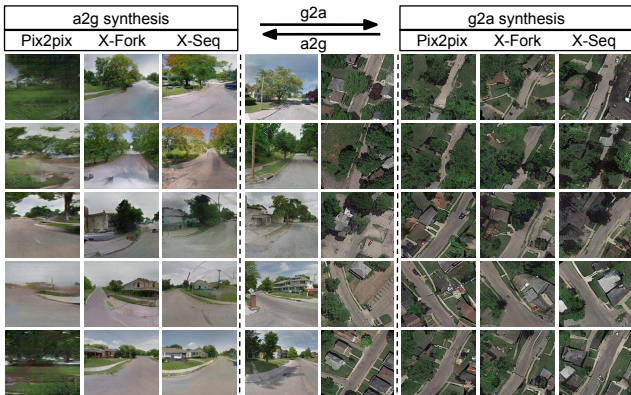 a2g synthesis
g2a
a2g
g2a synthesis
Pix2pix X-Fork X-Seq
Pix2pix X-Fork X-Seq